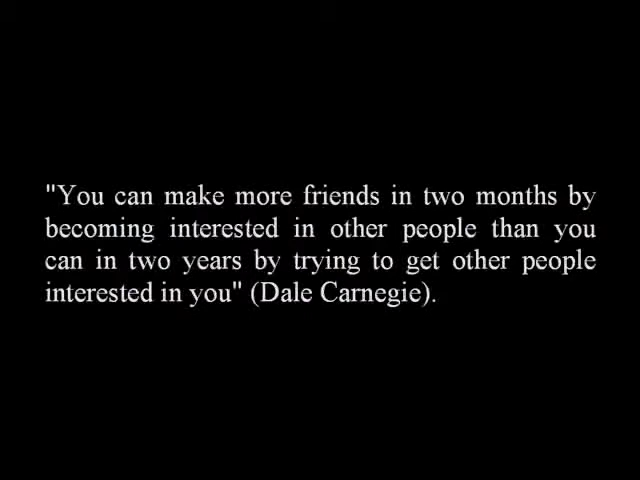 "You can make more friends in two months by
becoming interested in other people than you
can in two years by trying to get other people
interested in you" (Dale Carnegie).